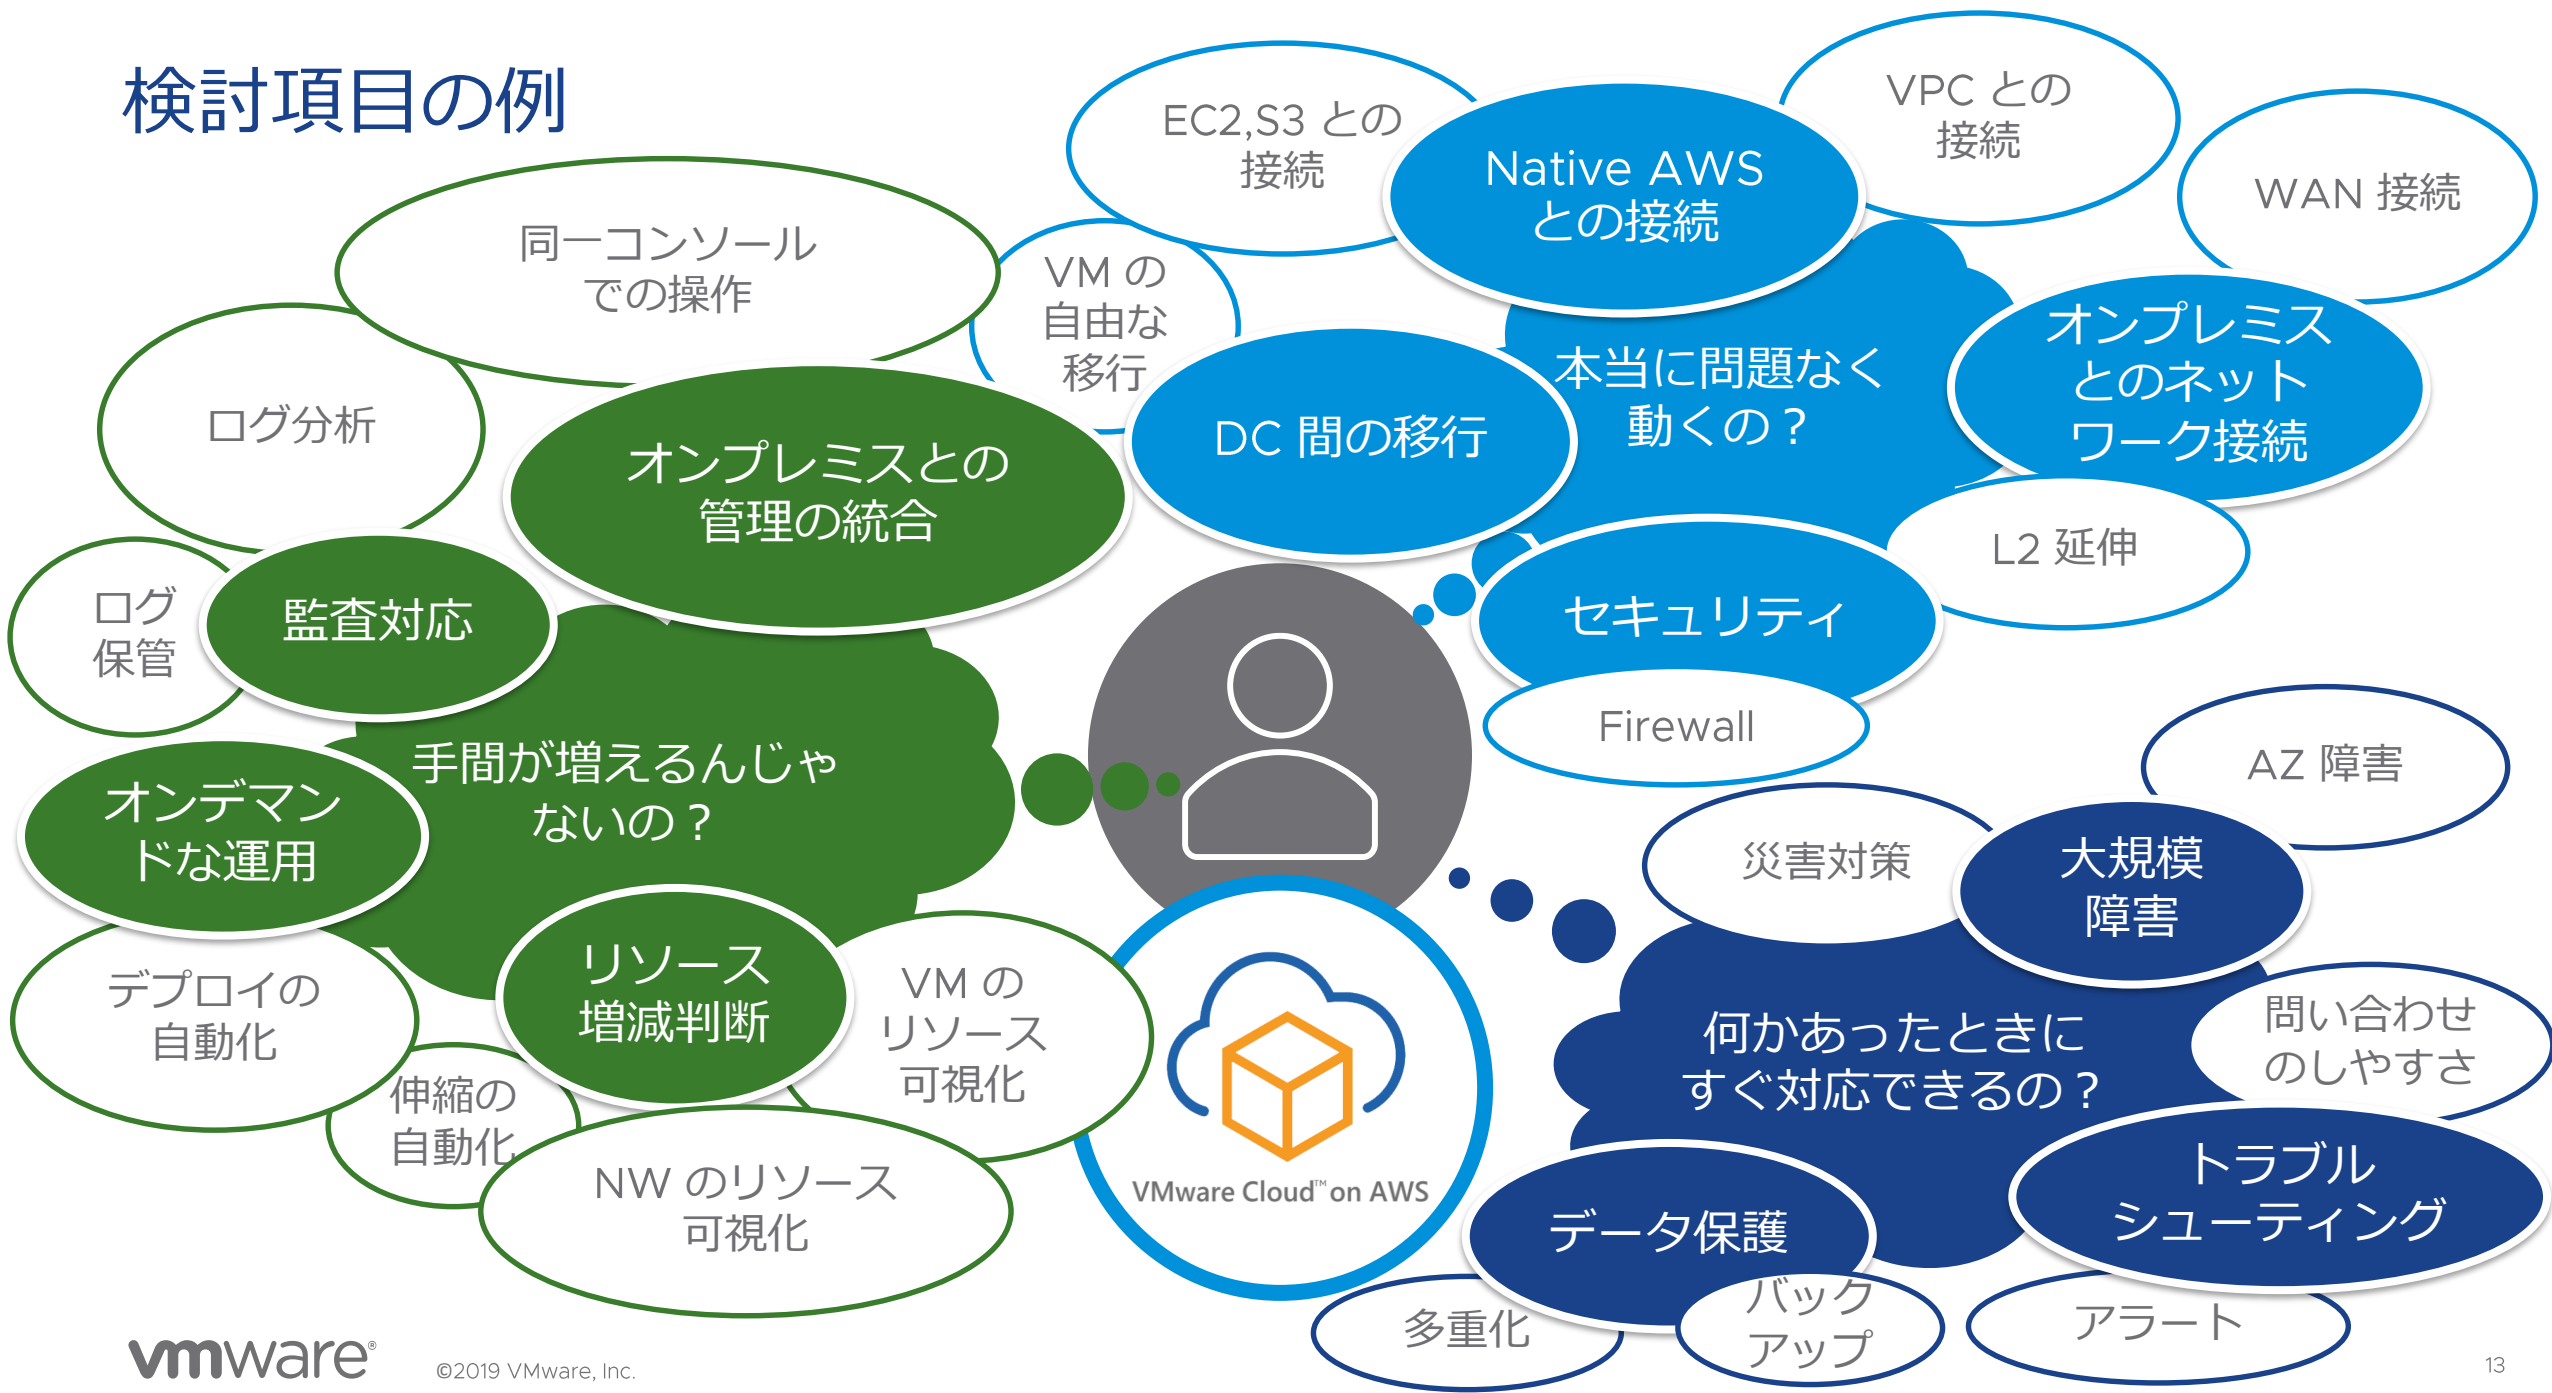 検討項目の例
EC2,S3 との
接続
Native AWS
との接続
VPC との
接続
WAN 接続
同一コンソール
での操作
VM の
自由な
移行
オンプレミス
とのネット
ワーク接続
本当に問題なく
動くの？
ログ分析
オンプレミスとの
管理の統合
DC 間の移行
L2 延伸
ログ
保管
監査対応
セキュリティ
Firewall
手間が増えるんじゃ
ないの？
オンデマン
ドな運用
AZ 障害
災害対策
大規模
障害
デプロイの
自動化
リソース
増減判断
VM の
リソース
可視化
何かあったときに
すぐ対応できるの？
問い合わせ
のしやすさ
伸縮の
自動化
NW のリソース
可視化
VMware Cloud™ on AWS
データ保護
トラブル
シューティング
多重化
バック
アップ
アラート
vmware®
©2019 VMware, Inc.
13